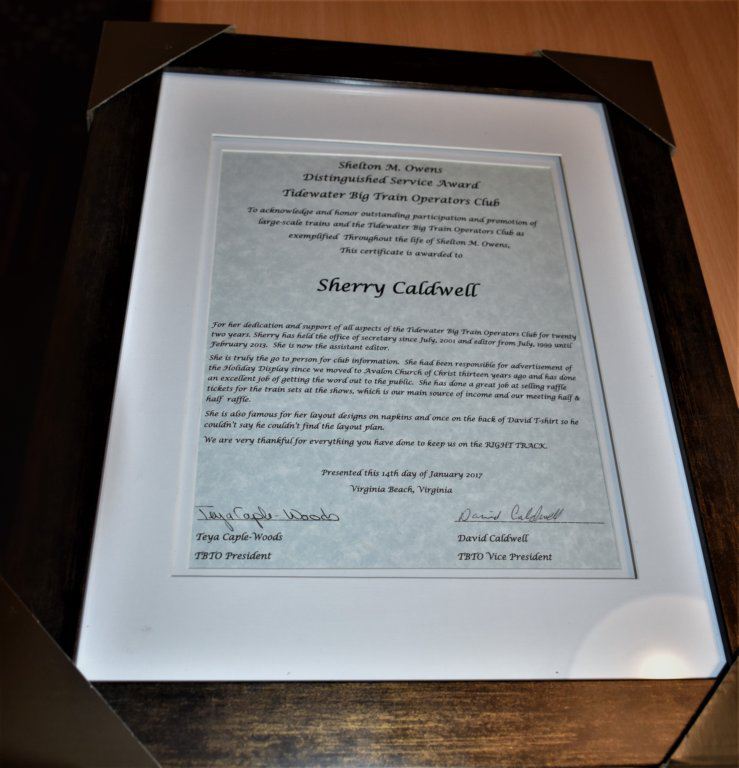 Shelton M. Owens
Distinguished Service Award
Tidewater Big Train Operators Club
To acknowledge and honor outstanding participation and promotion of
large-scale trains and the Tidewater Big Train Operators Club as
exemplified Throughout the life of Shelton M. Owens,
This certificate is awarded to
Sherry Caldwell
For her dedication and support of all aspects of the Tidewater Big Train Operators Club for twenty
two years. Sherry has held the office of secretary since July, 2001 and editor from July, 1999 until
February 2013. She is now the assistant editor.
She is truly the go to person for club information. She had been responsible for advertisement of
the Holiday Display since we moved to Avalon Church of Christ thirteen years ago and has done
an excellent job of getting the word out to the public. She has done a great job at selling raffle
tickets for the train sets at the shows, which is our main source of income and our meeting half &
half raffle.
She is also famous for her layout designs on napkins and once on the back of David T-shirt so he
couldn't say he couldn't find the layout plan.
We are very thankful for everything you have done to keep us on the RIGHT TRACK.
Presented this 14th day of January 2017
Virginia Beach, Virginia
Teya Caple-Woods David Caldwell
Teya Caple-Woods David Caldwell
TBTO President TBTO Vice President